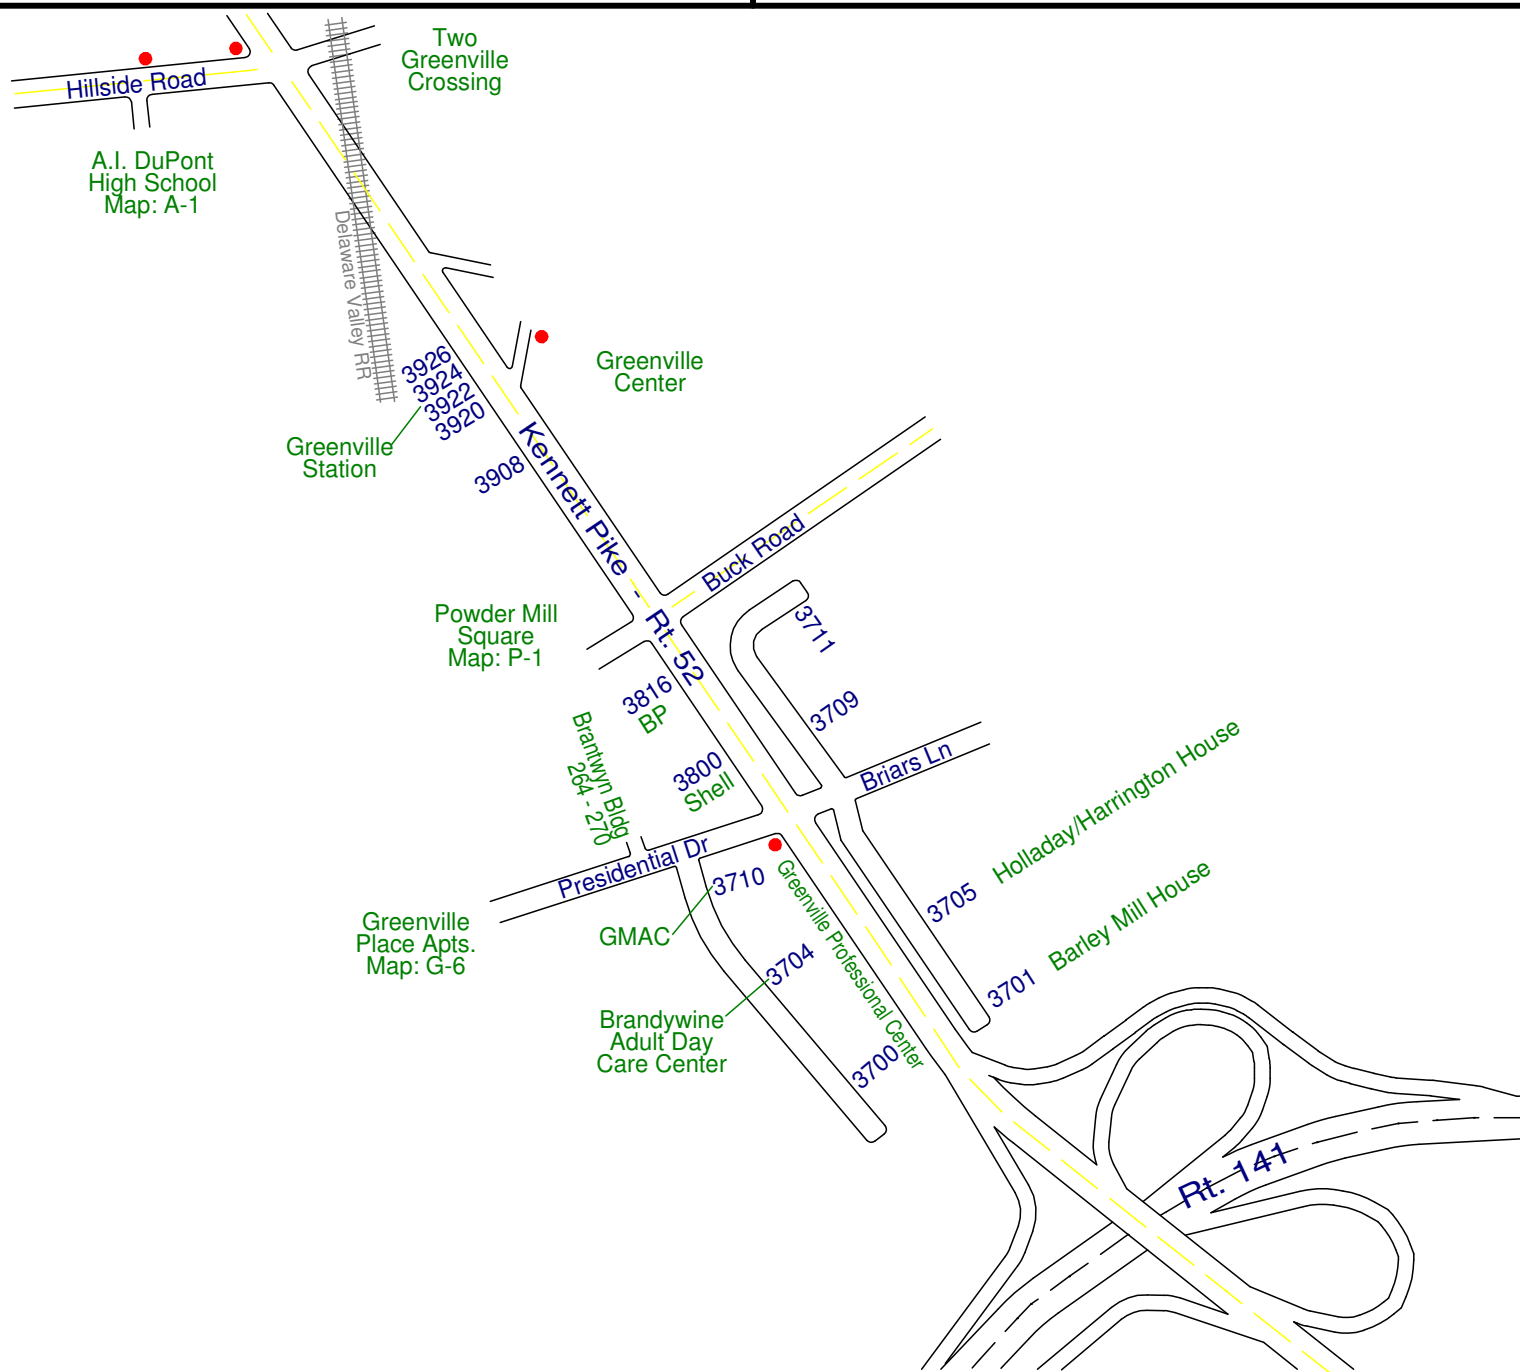 Two
Greenville
Crossing
Hillside Road
A.I. DuPont
High School
Map: A-1
Delaware Valley RR
3926
3924
3922
3920
Greenville
Station
3908
Greenville
Center
Kennett Pike - Rt. 52
Buck Road
Powder Mill
Square
Map: P-1
3711
3816
BP
3709
Brantwyn Bldg
264 - 270
3800
Shell
Briars Ln
Holladay/Harrington House
Presidential Dr
3710
Greenville Professional Center
3705
Barley Mill House
Greenville
Place Apts.
Map: G-6
GMAC
3704
3701
Brandywine
Adult Day
Care Center
3700
Rt. 141